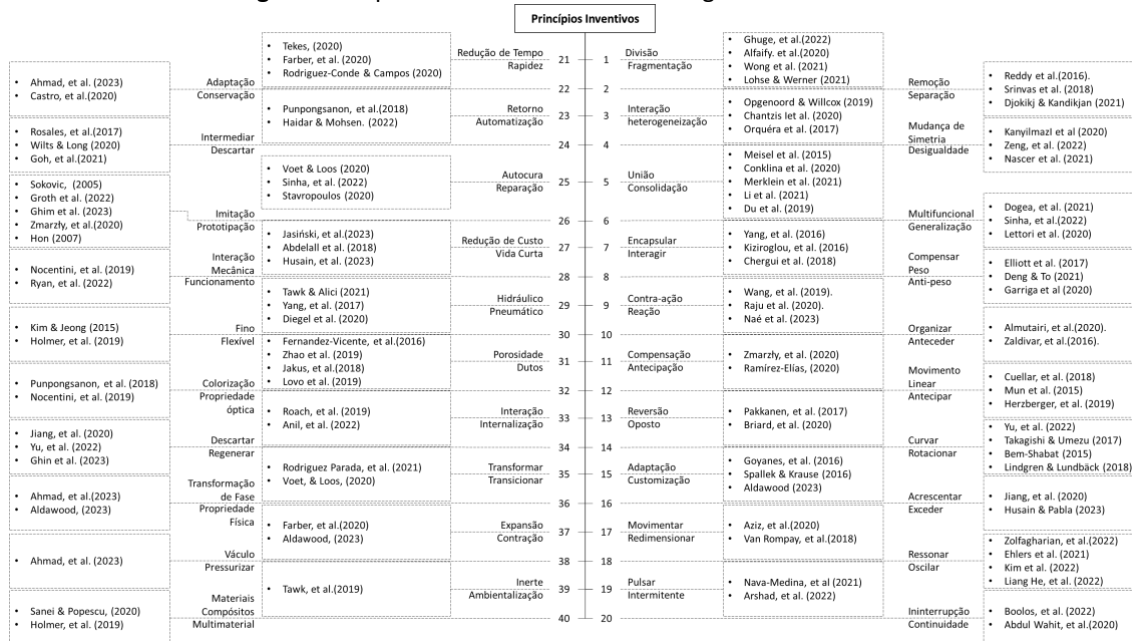 Princípios Inventivos
• Ahmad, et al. (2023)
• Castro, et al.(2020)
• Rosales, et al.(2017)
• Wilts & Long (2020)
• Goh, et al.(2021)
• Sokovic, (2005)
• Groth et al. (2022)
• Ghim et al. (2023)
• Zmarzły, et al.(2020)
• Hon (2007)
• Nocentini, et al. (2019)
• Ryan, et al. (2022)
• Kim & Jeong (2015)
• Holmer, et al. (2019)
• Punpongsanon, et al. (2018)
• Nocentini, et al. (2019)
• Jiang, et al. (2020)
• Yu, et al. (2022)
• Ghin et al. (2023)
• Ahmad, et al.(2023)
• Aldawood, (2023)
• Ahmad, et al. (2023)
• Sanei & Popescu, (2020)
• Holmer, et al. (2019)
Adaptação
Conservação
Intermediar
Descartar
Imitação
Prototipação
Interação
Mecânica
Funcionamento
Fino
Flexível
Colorização
Propriedade
óptica
Descartar
Regenerar
Transformação
de Fase
Propriedade
Física
Váculo
Pressurizar
Materiais
Compósitos
Multimaterial
• Tekes, (2020)
• Farber, et al. (2020)
• Rodriguez-Conde & Campos (2020)
• Punpongsanon, et al.(2018)
• Haidar & Mohsen. (2022)
• Voet & Loos (2020)
• Sinha, et al. (2022)
• Stavropoulos (2020)
• Jasiński, et al.(2023)
• Abdelall et al. (2018)
• Husain, et al. (2023)
• Tawk & Alici (2021)
• Yang, et al. (2017)
• Diegel et al. (2020)
• Fernandez-Vicente, et al.(2016)
• Zhao et al. (2019)
• Jakus, et al.(2018)
• Lovo et al. (2019)
• Roach, et al. (2019)
• Anil, et al. (2022)
• Rodriguez Parada, et al. (2021)
• Voet, & Loos, (2020)
• Farber, et al.(2020)
• Aldawood, (2023)
• Tawk, et al.(2019)
Redução de Tempo
Rapidez
Retorno
Automatização
Autocura
Reparação
Redução de Custo
Vida Curta
Hidráulico
Pneumático
Porosidade
Dutos
Interação
Internalização
Transformar
Transicionar
Expansão
Contração
Inerte
Ambientalização
21
22
23
24
25
26
27
28
29
30
31
32
33
34
35
36
37
38
39
40
1
2
3
4
5
6
7
8
9
10
11
12
13
14
15
16
17
18
19
20
Divisão
Fragmentação
Interação
heterogeneização
União
Consolidação
Encapsular
Interagir
Contra-ação
Reação
Compensação
Antecipação
Reversão
Oposto
Adaptação
Customização
Movimentar
Redimensionar
Pulsar
Intermitente
• Ghuge, et al.(2022)
• Alfaify. et al.(2020)
• Wong et al. (2021)
• Lohse & Werner (2021)
• Opgenoord & Willcox (2019)
• Chantzis Iet al. (2020)
• Orquéra et al. (2017)
• Meisel et al. (2015)
• Conklina et al. (2020)
• Merklein et al. (2021)
• Li et al. (2021)
• Du et al. (2019)
• Yang, et al. (2016)
• Kiziroglou, et al. (2016)
• Chergui et al. (2018)
• Wang, et al. (2019).
• Raju et al. (2020).
• Naé et al. (2023)
• Zmarzły, et al. (2020)
• Ramírez-Elías, (2020)
• Pakkanen, et al. (2017)
• Briard, et al. (2020)
• Goyanes, et al. (2016)
• Spallek & Krause (2016)
• Aldawood (2023)
• Aziz, et al.(2020)
• Van Rompay, et al.(2018)
• Nava-Medina, et al (2021)
• Arshad, et al. (2022)
Remoção
Separação
Mudança de
Simetria
Desigualdade
Multifuncional
Generalização
Compensar
Peso
Anti-peso
Organizar
Anteceder
Movimento
Linear
Antecipar
Curvar
Rotacionar
Acrescentar
Exceder
Ressonar
Oscilar
Ininterrupção
Continuidade
• Reddy et al.(2016).
• Srinvas et al. (2018)
• Djokikj & Kandikjan (2021)
• Kanyilmazl et al (2020)
• Zeng, et al. (2022)
• Nascer et al. (2021)
• Dogea, et al. (2021)
• Sinha, et al.(2022)
• Lettori et al. (2020)
• Elliott et al. (2017)
• Deng & To (2021)
• Garriga et al (2020)
• Almutairi, et al.(2020).
• Zaldivar, et al.(2016).
• Cuellar, et al. (2018)
• Mun et al. (2015)
• Herzberger, et al. (2019)
• Yu, et al. (2022)
• Takagishi & Umezu (2017)
• Bem-Shabat (2015)
• Lindgren & Lundbäck (2018)
• Jiang, et al. (2020)
• Husain & Pabla (2023)
• Zolfagharian, et al.(2022)
• Ehlers et al. (2021)
• Kim et al. (2022)
• Liang He, et al. (2022)
• Boolos, et al. (2022)
• Abdul Wahit, et al.(2020)